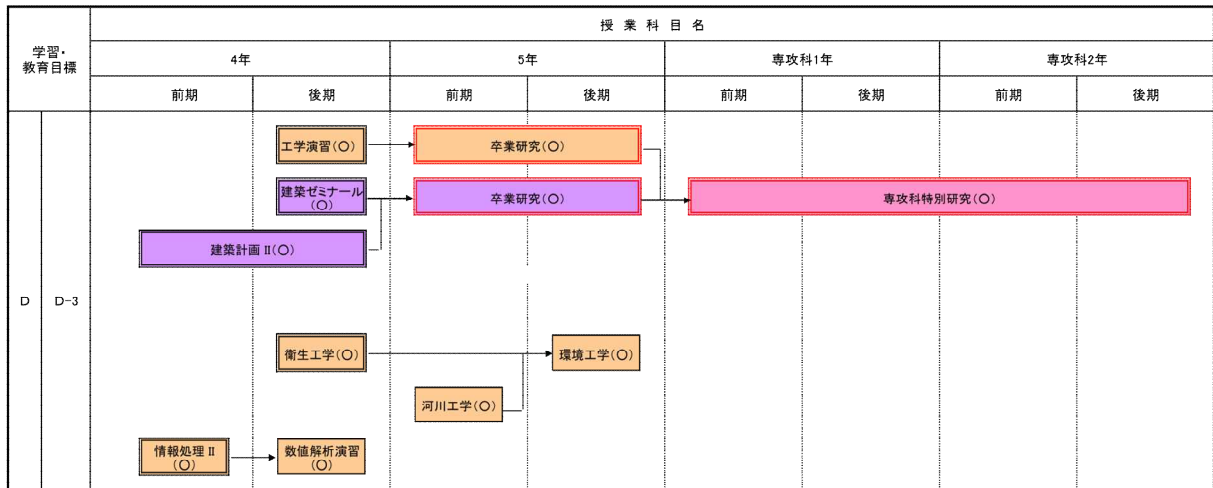 授業科目名
学習・
教育目標
4年
5年
専攻科1年
専攻科2年
前期
後期
前期
後期
前期
後期
前期
後期
工学演習(〇)
卒業研究(〇)
建築ゼミナール
(〇)
卒業研究(〇)
専攻科特別研究(〇)
建築計画 II(〇)
D
D-3
衛生工学(〇)
環境工学(〇)
河川工学(〇)
情報処理 II
(〇)
数値解析演習
(〇)